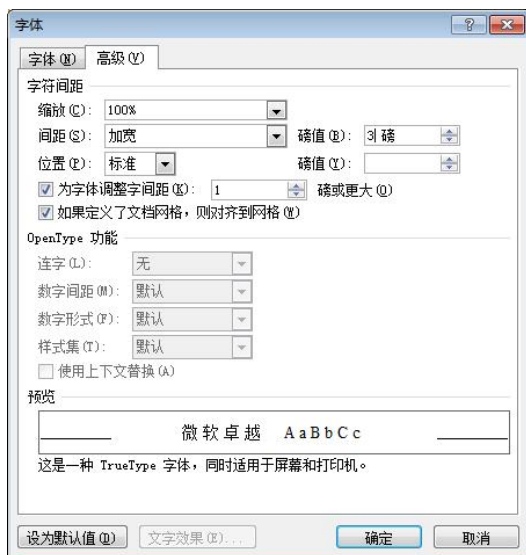 字体
字体(N) 高级(V)
字符间距
缩放(C): 100%
间距(S): 加宽 磅值(B): 3 磅
位置(P): 标准 磅值(Y):
为字体调整字间距(K): 1 磅或更大(O)
如果定义了文档网格，则对齐到网格(W)
OpenType 功能
连字(L): 无
数字间距(M): 默认
数字形式(F): 默认
样式集(T): 默认
使用上下文替换(A)
预览
微软卓越 AaBbCc
这是一种 TrueType 字体，同时适用于屏幕和打印机。
设为默认值(D) 文字效果(E)... 确定 取消